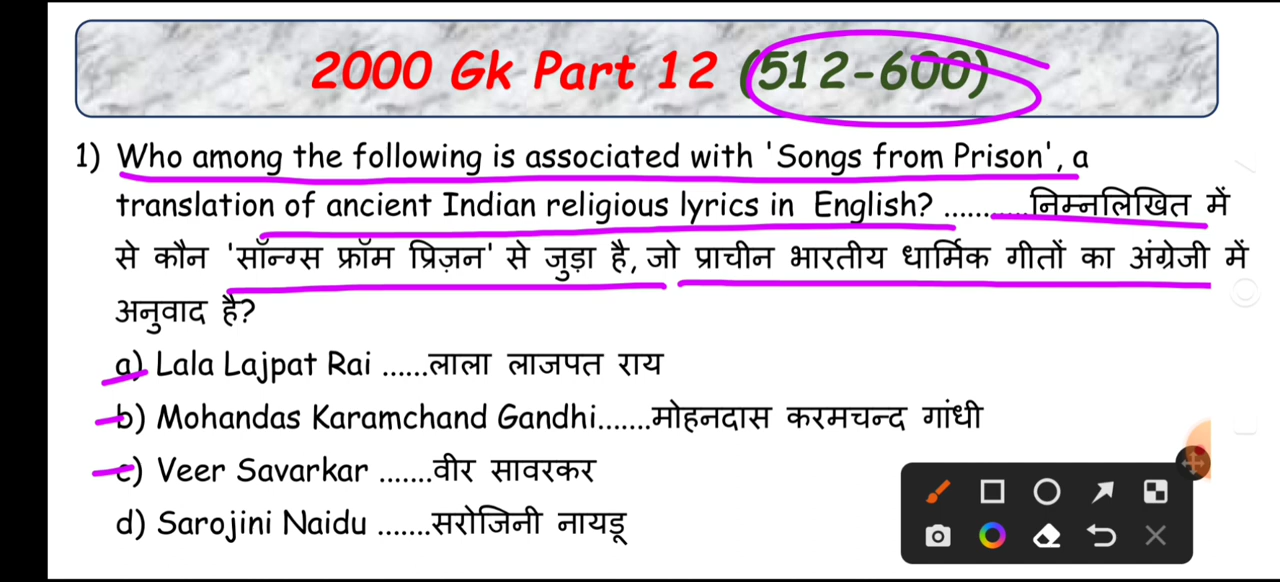 2000 Gk Part 12 (512-600)
1) Who among the following is associated with 'Songs from Prison', a
translation of ancient Indian religious lyrics in English? ............निम्नलिखित में
से कौन 'सॉन्ग्स फ्रॉम प्रिज़न' से जुड़ा है, जो प्राचीन भारतीय धार्मिक गीतों का अंग्रेजी में
अनुवाद है?
a) Lala Lajpat Rai ......लाला लाजपत राय
b) Mohandas Karamchand Gandhi.......मोहनदास करमचन्द गांधी
c) Veer Savarkar .......वीर सावरकर
d) Sarojini Naidu .......सरोजिनी नायडू